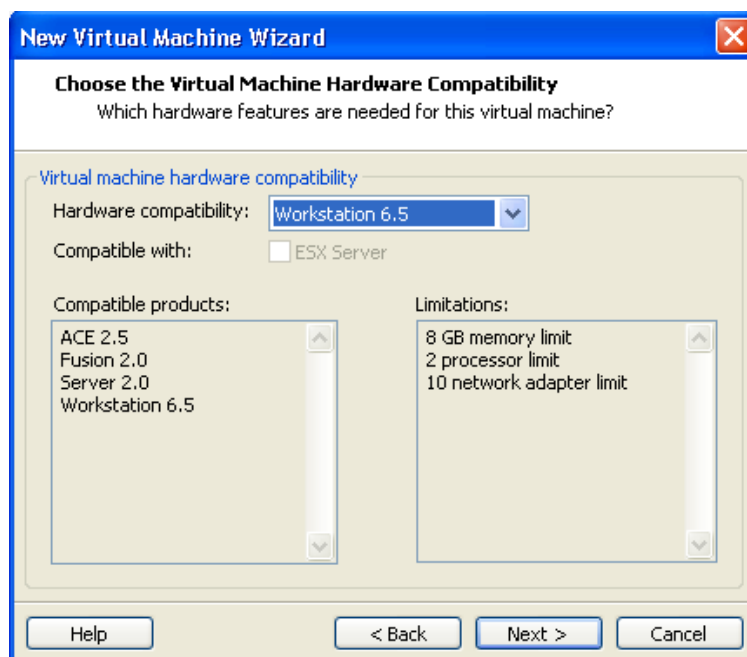 New Virtual Machine Wizard
Choose the Virtual Machine Hardware Compatibility
Which hardware features are needed for this virtual machine?
Virtual machine hardware compatibility
Hardware compatibility: Workstation 6.5
Compatible with: ESX Server
Compatible products:
ACE 2.5
Fusion 2.0
Server 2.0
Workstation 6.5
Limitations:
8 GB memory limit
2 processor limit
10 network adapter limit
Help < Back Next > Cancel